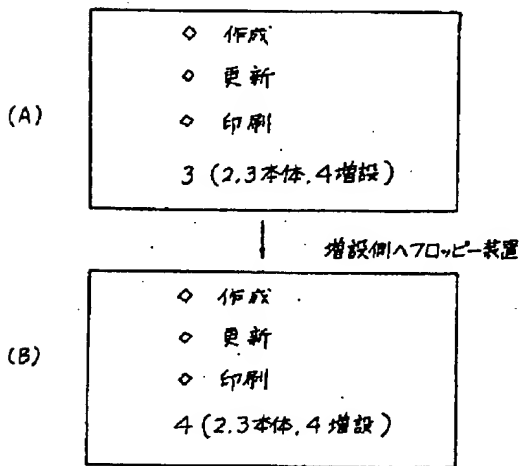 (A)
◇ 作成
◇ 更新
◇ 印刷
3 (2.3本体.4増設)
増設側へフロッピー装置
(B)
◇ 作成
◇ 更新
◇ 印刷
4 (2.3本体.4増設)